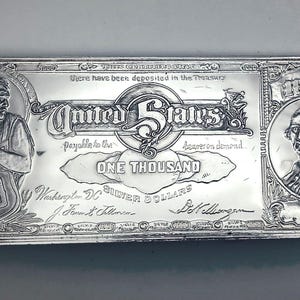 there have been deposited in the Treasury
United States
payable to the bearer on demand
ONE THOUSAND
SILVER DOLLARS
Washington DC